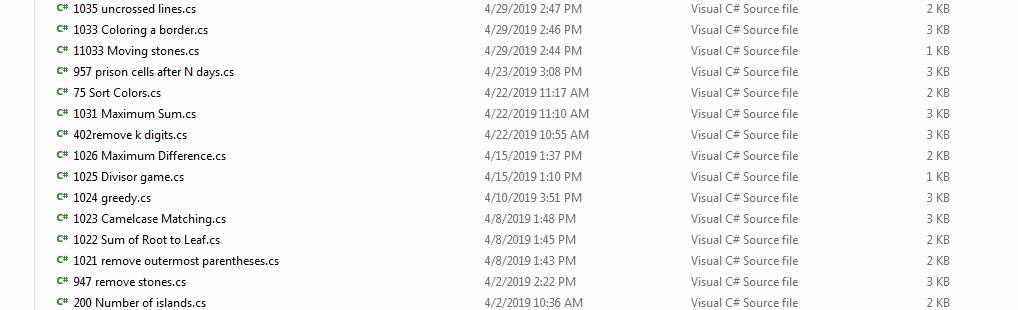 C# 1035 uncrossed lines.cs 4/29/2019 2:47 PM Visual C# Source file 2 KB
C# 1033 Coloring a border.cs 4/29/2019 2:46 PM Visual C# Source file 3 KB
C# 11033 Moving stones.cs 4/29/2019 2:44 PM Visual C# Source file 1 KB
C# 957 prison cells after N days.cs 4/23/2019 3:08 PM Visual C# Source file 3 KB
C# 75 Sort Colors.cs 4/22/2019 11:17 AM Visual C# Source file 2 KB
C# 1031 Maximum Sum.cs 4/22/2019 11:10 AM Visual C# Source file 3 KB
C# 402remove k digits.cs 4/22/2019 10:55 AM Visual C# Source file 3 KB
C# 1026 Maximum Difference.cs 4/15/2019 1:37 PM Visual C# Source file 2 KB
C# 1025 Divisor game.cs 4/15/2019 1:10 PM Visual C# Source file 1 KB
C# 1024 greedy.cs 4/10/2019 3:51 PM Visual C# Source file 3 KB
C# 1023 Camelcase Matching.cs 4/8/2019 1:48 PM Visual C# Source file 3 KB
C# 1022 Sum of Root to Leaf.cs 4/8/2019 1:45 PM Visual C# Source file 2 KB
C# 1021 remove outermost parentheses.cs 4/8/2019 1:43 PM Visual C# Source file 2 KB
C# 947 remove stones.cs 4/2/2019 2:22 PM Visual C# Source file 3 KB
C# 200 Number of islands.cs 4/2/2019 10:36 AM Visual C# Source file 2 KB